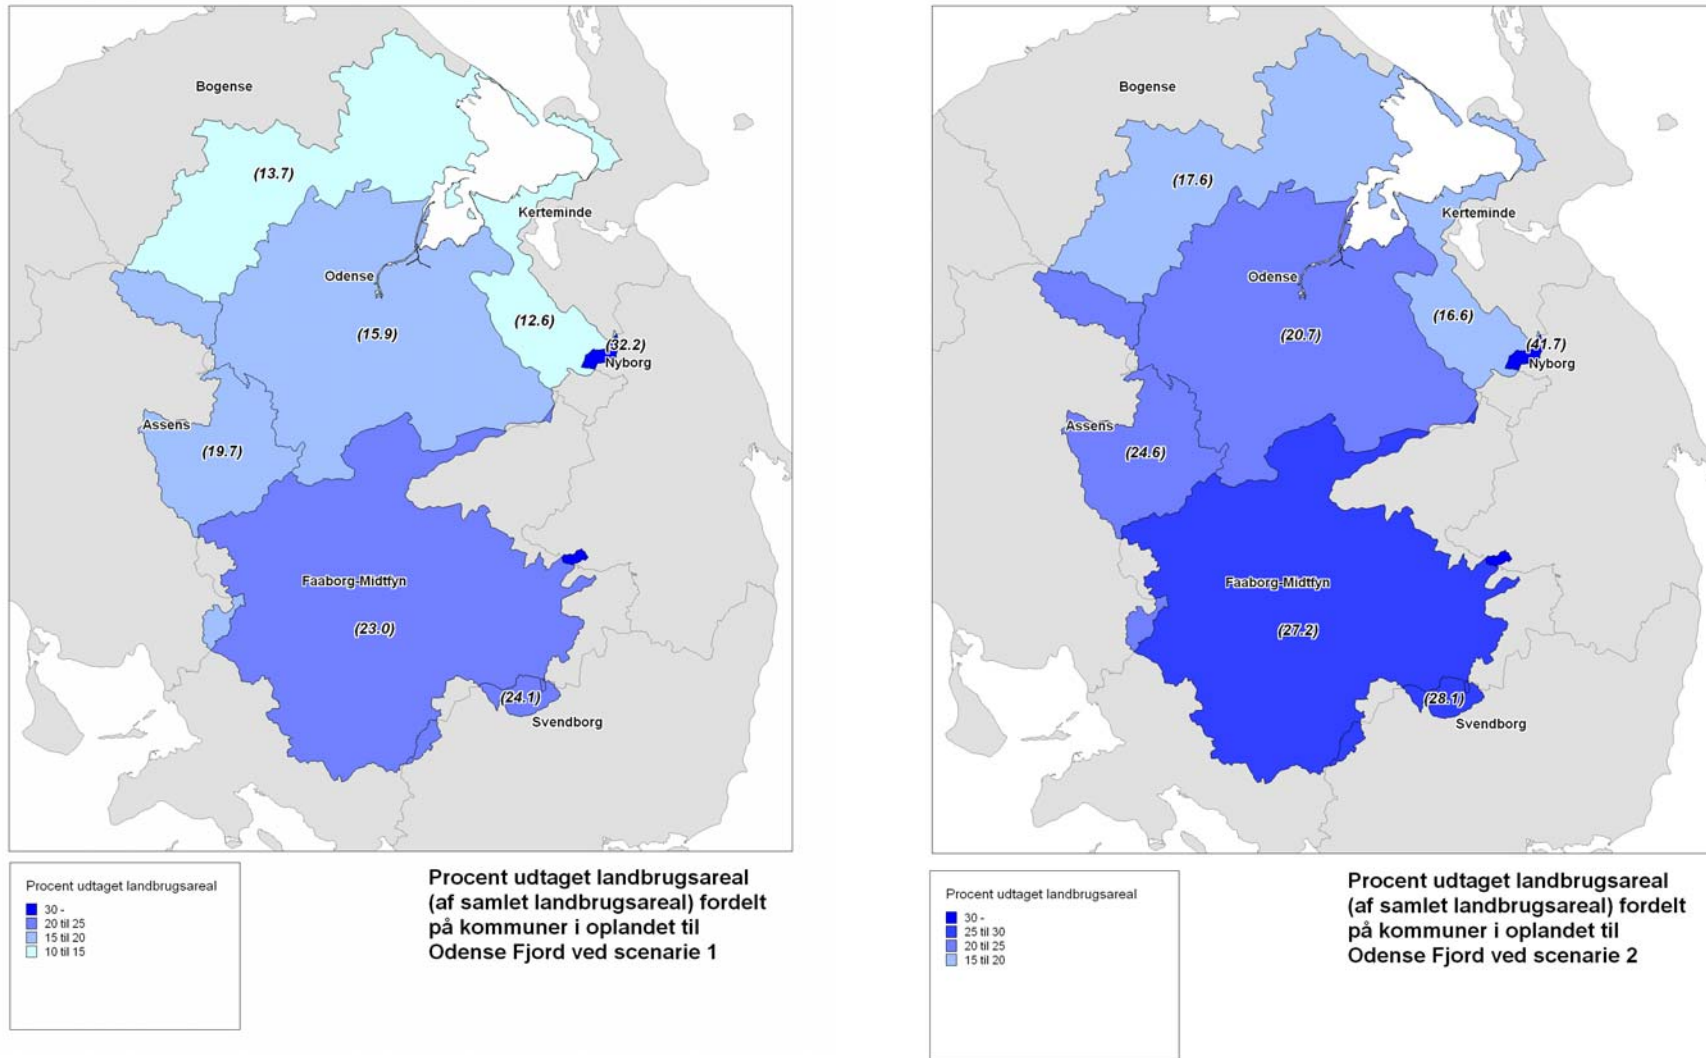 Bogense
(13.7)
Kerteminde
Odense
(12.6)
(15.9)
(32.2)
Nyborg
Assens
(19.7)
Faaborg-Midtfyn
(23.0)
(24.1)
Svendborg
Procent udtaget landbrugsareal
30 -
20 til 25
15 til 20
10 til 15
Procent udtaget landbrugsareal
(af samlet landbrugsareal) fordelt
på kommuner i oplandet til
Odense Fjord ved scenarie 1
Bogense
(17.6)
Kerteminde
Odense
(16.6)
(20.7)
(41.7)
Nyborg
Assens
(24.6)
Faaborg-Midtfyn
(27.2)
(28.1)
Svendborg
Procent udtaget landbrugsareal
30 -
25 til 30
20 til 25
15 til 20
Procent udtaget landbrugsareal
(af samlet landbrugsareal) fordelt
på kommuner i oplandet til
Odense Fjord ved scenarie 2